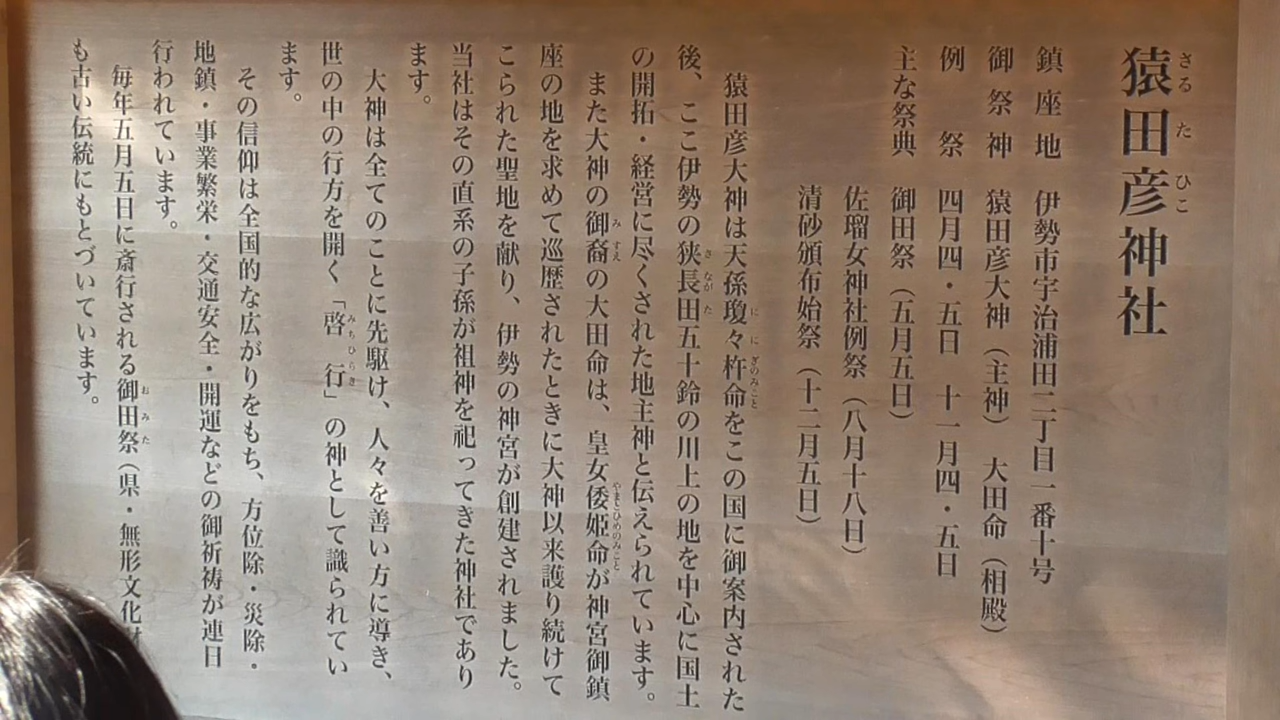 猿田彦神社
鎮座地 伊勢市宇治浦田二丁目一番十号
御祭神 猿田彦大神（主神） 大田命（相殿）
例祭 四月四・五日 十一月四・五日
主な祭典 御田祭（五月五日）
佐瑠女神社例祭（八月十八日）
清砂頒布始祭（十二月五日）
猿田彦大神は天孫瓊々杵命をこの国に御案内された
後、ここ伊勢の狭長田五十鈴の川上の地を中心に国土
の開拓・経営に尽くされた地主神と伝えられています。
また大神の御裔の大田命は、皇女倭姫命が神宮御鎮
座の地を求めて巡歴されたときに大神以来護り続けて
こられた聖地を献り、伊勢の神宮が創建されました。
当社はその直系の子孫が祖神を祀ってきた神社であり
ます。
大神は全てのことに先駆け、人々を善い方に導き、
世の中の行方を開く「啓行」の神として識られてい
ます。
その信仰は全国的な広がりをもち、方位除・災除・
地鎮・事業繁栄・交通安全・開運などの御祈祷が連日
行われています。
毎年五月五日に斎行される御田祭（県・無形文化財
も古い伝統にもとづいています。